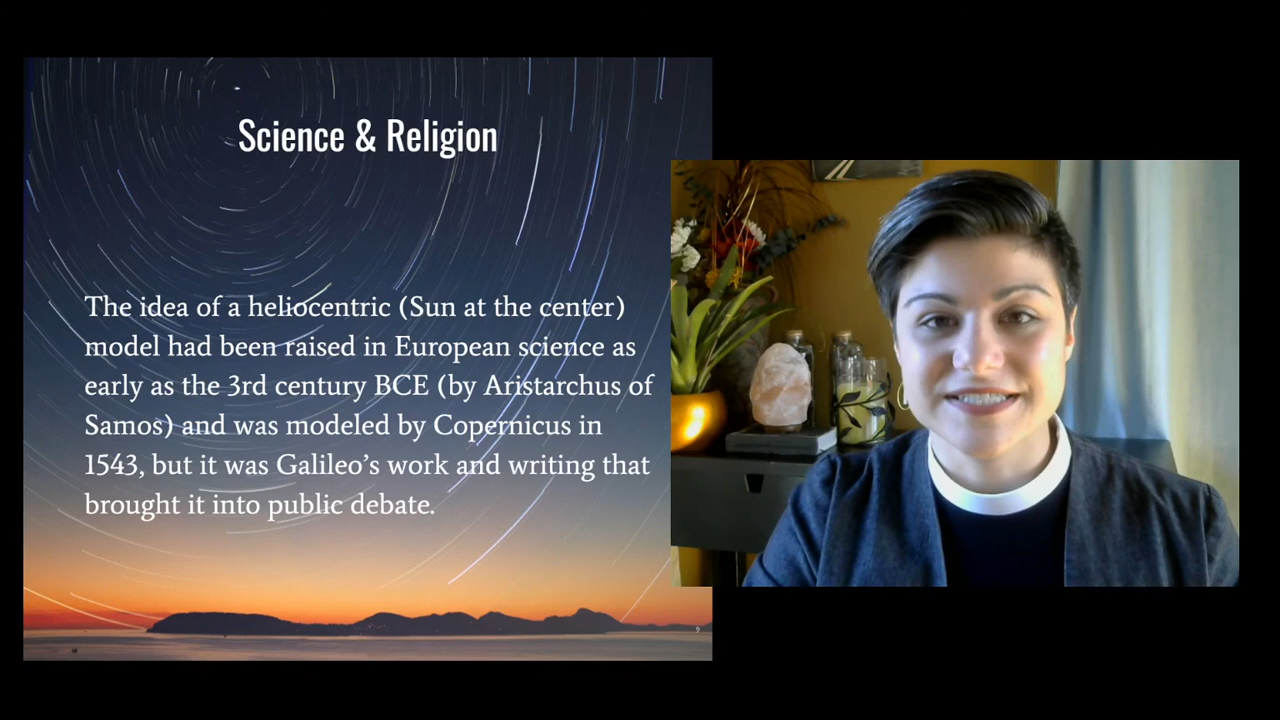 Science & Religion
The idea of a heliocentric (Sun at the center)
model had been raised in European science as
early as the 3rd century BCE (by Aristarchus of
Samos) and was modeled by Copernicus in
1543, but it was Galileo’s work and writing that
brought it into public debate.
9